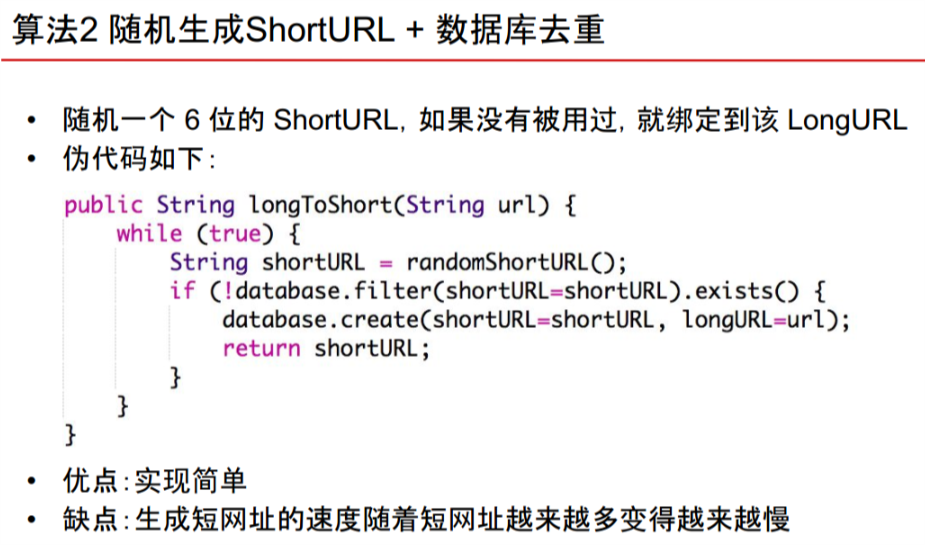 算法2 随机生成ShortURL + 数据库去重
• 随机一个 6 位的 ShortURL, 如果没有被用过, 就绑定到该 LongURL
• 伪代码如下:
public String longToShort(String url) {
    while (true) {
        String shortURL = randomShortURL();
        if (!database.filter(shortURL=shortURL).exists() {
            database.create(shortURL=shortURL, longURL=url);
            return shortURL;
        }
    }
}
• 优点:实现简单
• 缺点:生成短网址的速度随着短网址越来越多变得越来越慢